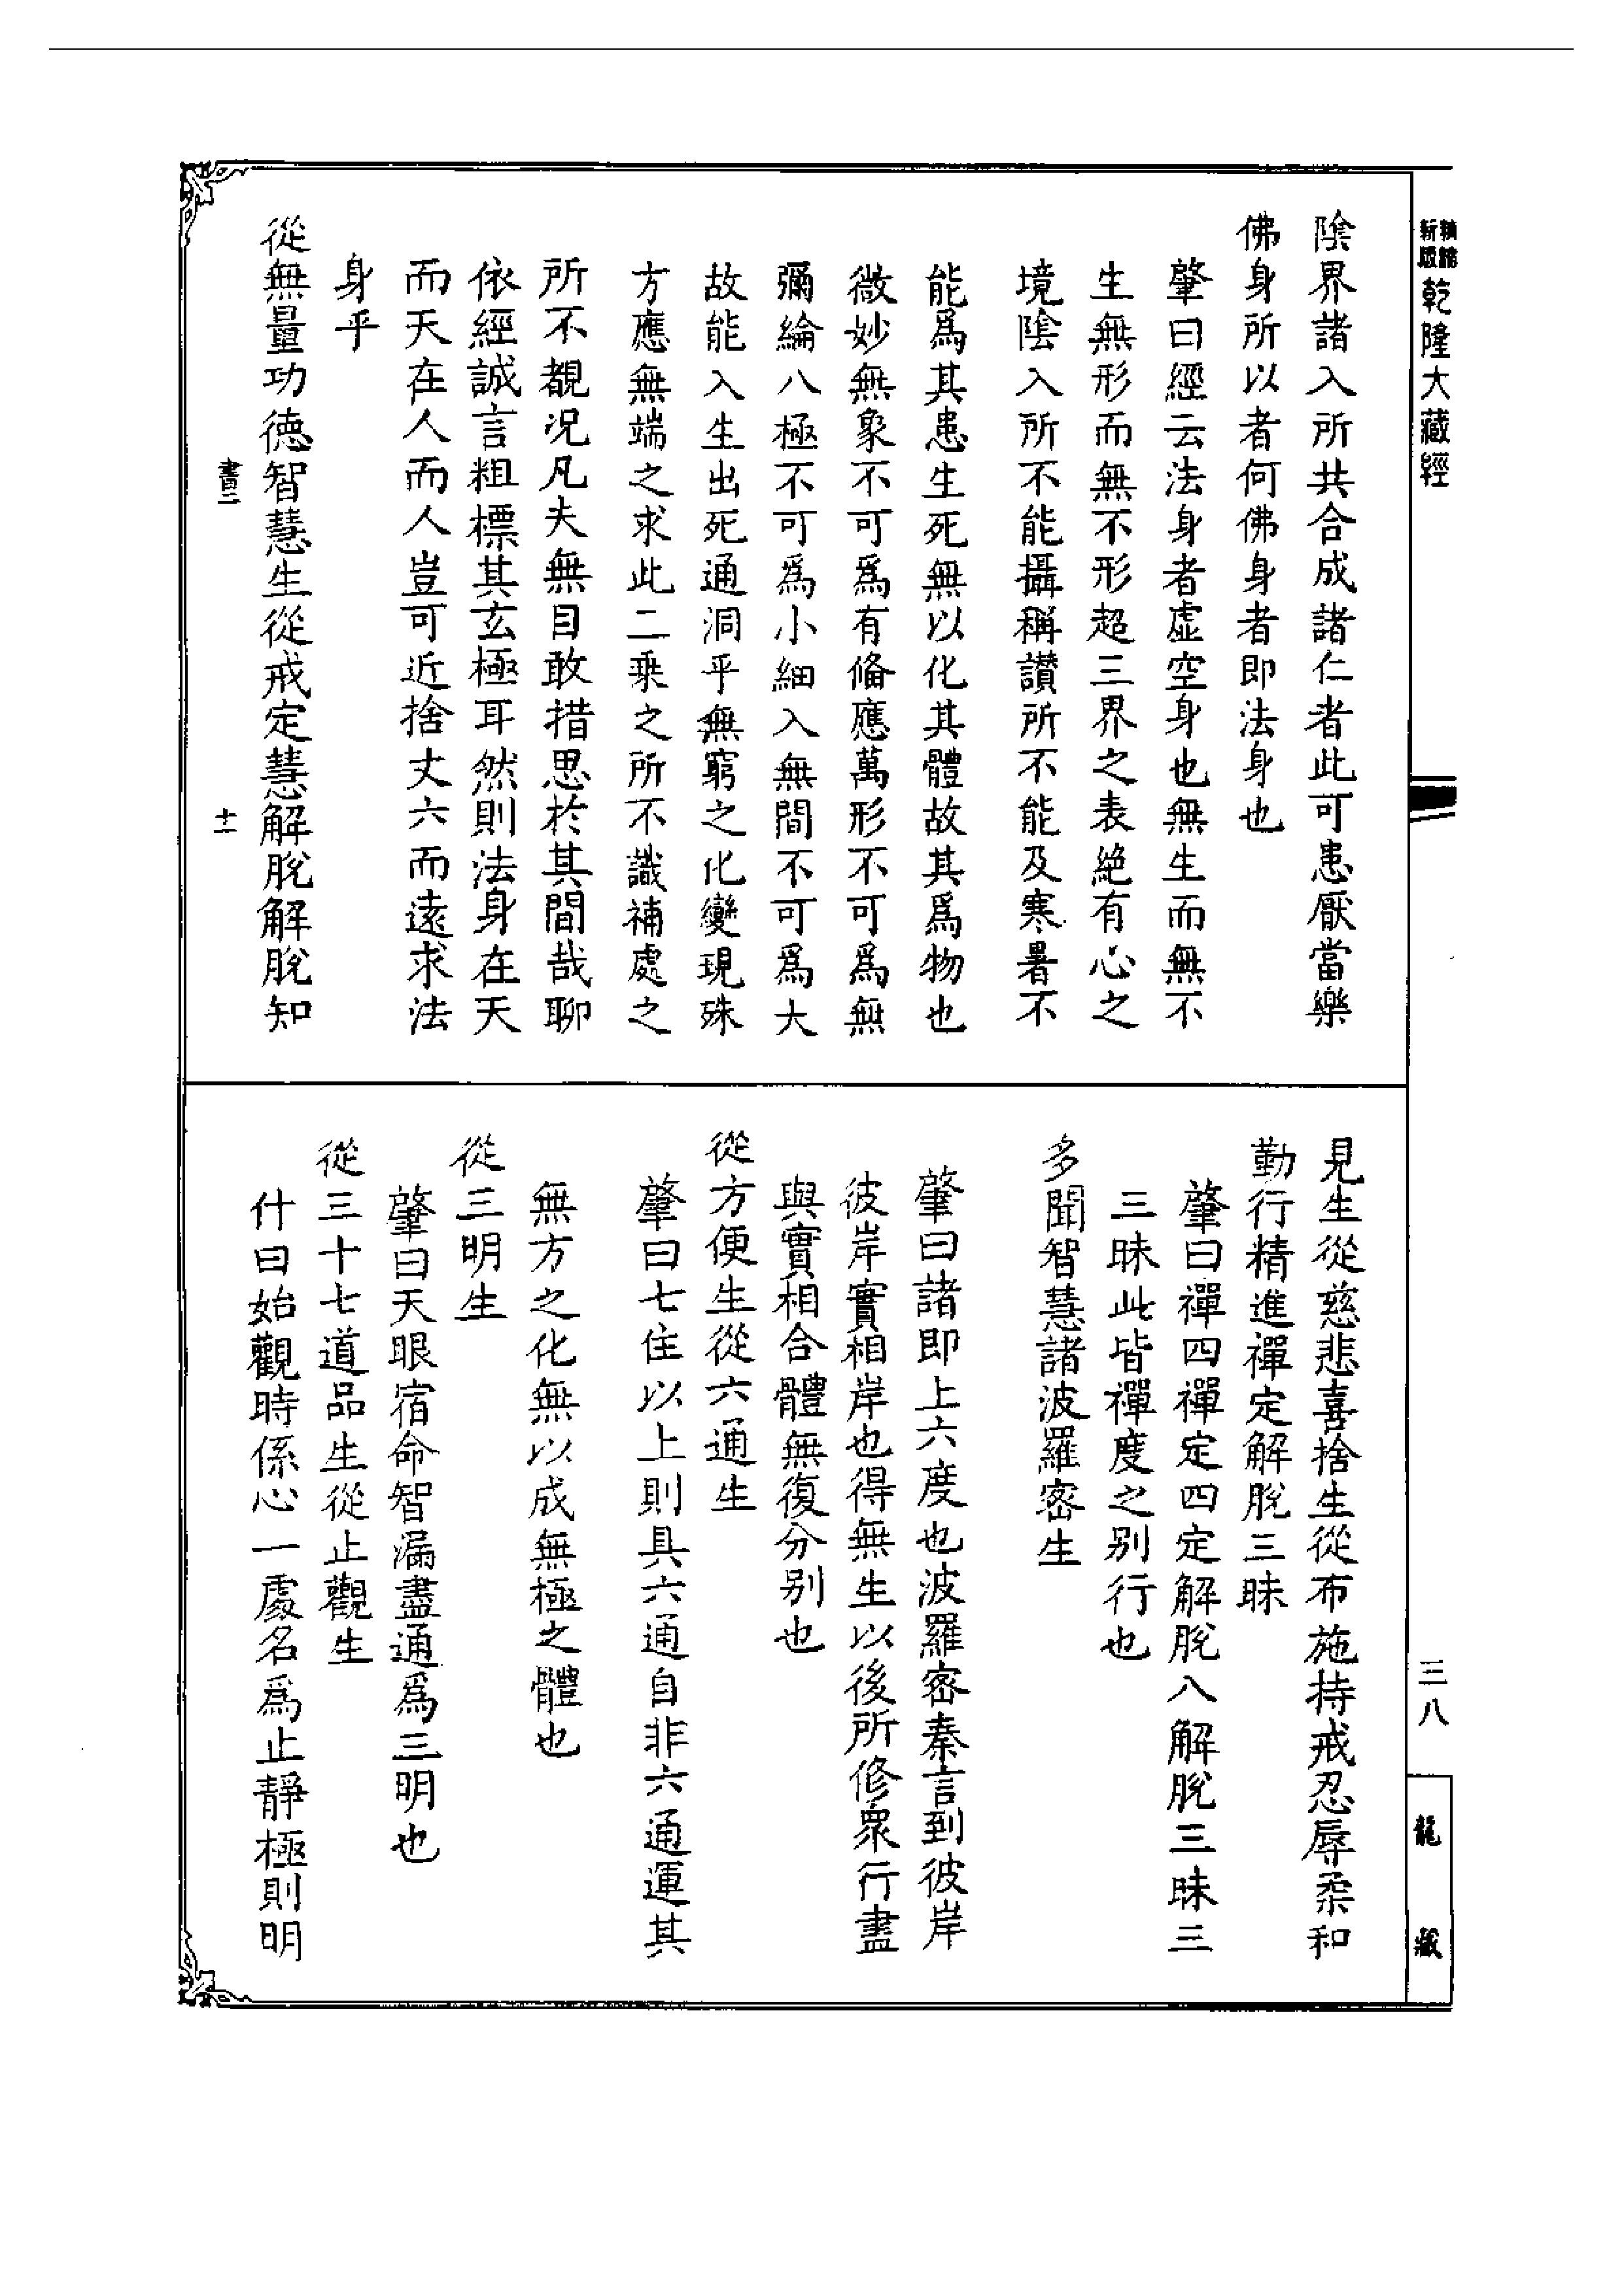 新版
精縮
乾隆大藏經
三八
龍藏
陰界諸入所共合成諸仁者此可患厭當樂
佛身所以者何佛身者即法身也
肇曰經云法身者虛空身也無生而無不
生無形而無不形超三界之表絕有心之
境陰入所不能攝稱讚所不能及寒暑不
能爲其患生死無以化其體故其爲物也
微妙無象不可爲有俻應萬形不可爲無
彌綸八極不可爲小細入無間不可爲大
故能入生出死通洞乎無窮之化變現殊
方應無端之求此二乘之所不識補處之
所不覩况凡夫無目敢措思於其間哉聊
依經誠言粗標其玄極耳然則法身在天
而天在人而人豈可近捨丈六而遠求法
身乎
從無量功德智慧生從戒定慧解脫解脫知
書二
十一
見生從慈悲喜捨生從布施持戒忍辱柔和
勤行精進禪定解脫三昧
肇曰禪四禪定四定解脫八解脫三昧三
三昧此皆禪度之別行也
多聞智慧諸波羅密生
肇曰諸即上六度也波羅密秦言到彼岸
彼岸實相岸也得無生以後所修衆行盡
與實相合體無復分別也
從方便生從六通生
肇曰七住以上則具六通自非六通運其
無方之化無以成無極之體也
從三明生
肇曰天眼宿命智漏盡通爲三明也
從三十七道品生從止觀生
什曰始觀時係心一處名爲止靜極則明